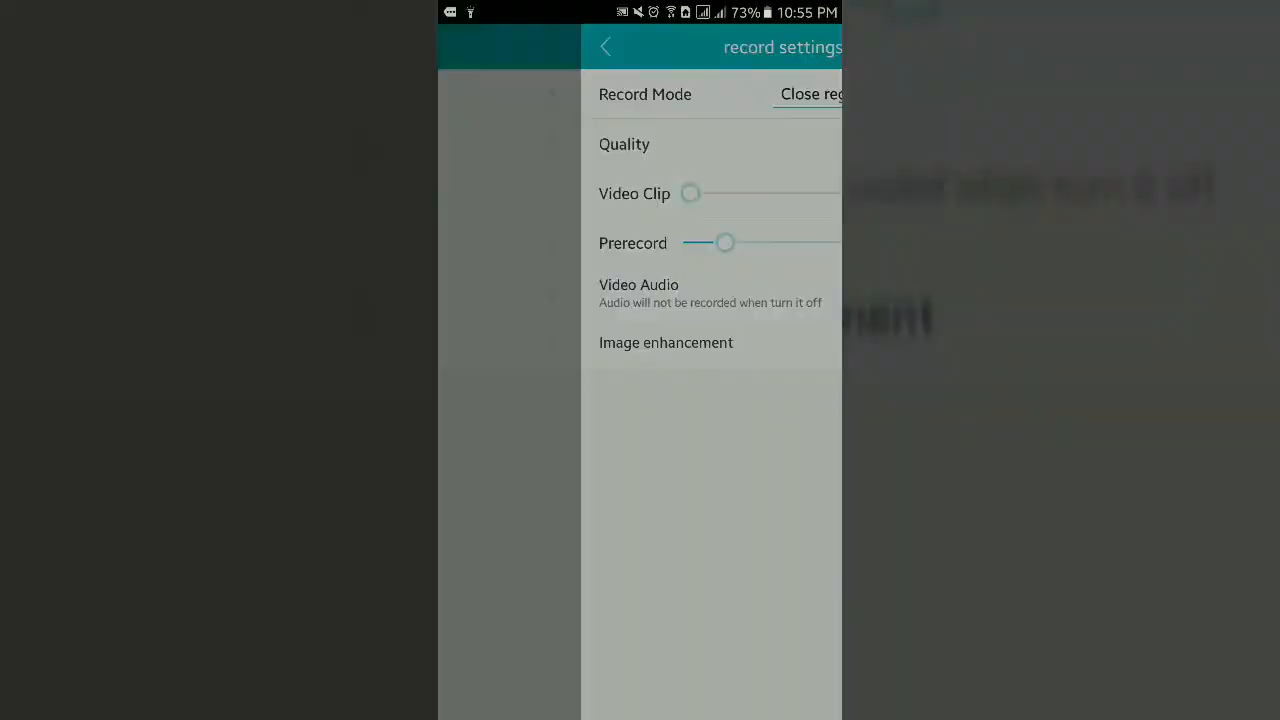 73% 10:55 PM
record settings
Record Mode
Close reg
Quality
Video Clip
Prerecord
Video Audio
Audio will not be recorded when turn it off
Image enhancement